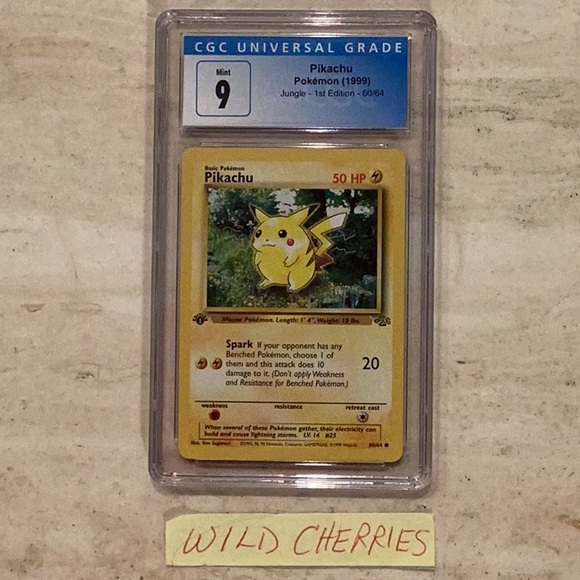 CGC UNIVERSAL GRADE
Mint
9
Pikachu
Pokémon (1999)
Jungle - 1st Edition - 60/64
Basic Pokémon
Pikachu 50 HP
Mouse Pokémon. Length: 1' 4", Weight: 13 lbs.
Spark If your opponent has any
Benched Pokémon, choose 1 of
them and this attack does 10
damage to it. (Don't apply Weakness
and Resistance for Benched Pokémon.)
20
weakness resistance retreat cost
When several of these Pokémon gather, their electricity can
build and cause lightning storms. LV. 14 #25
Illus. Ken Sugimori 60/64
WILD CHERRIES